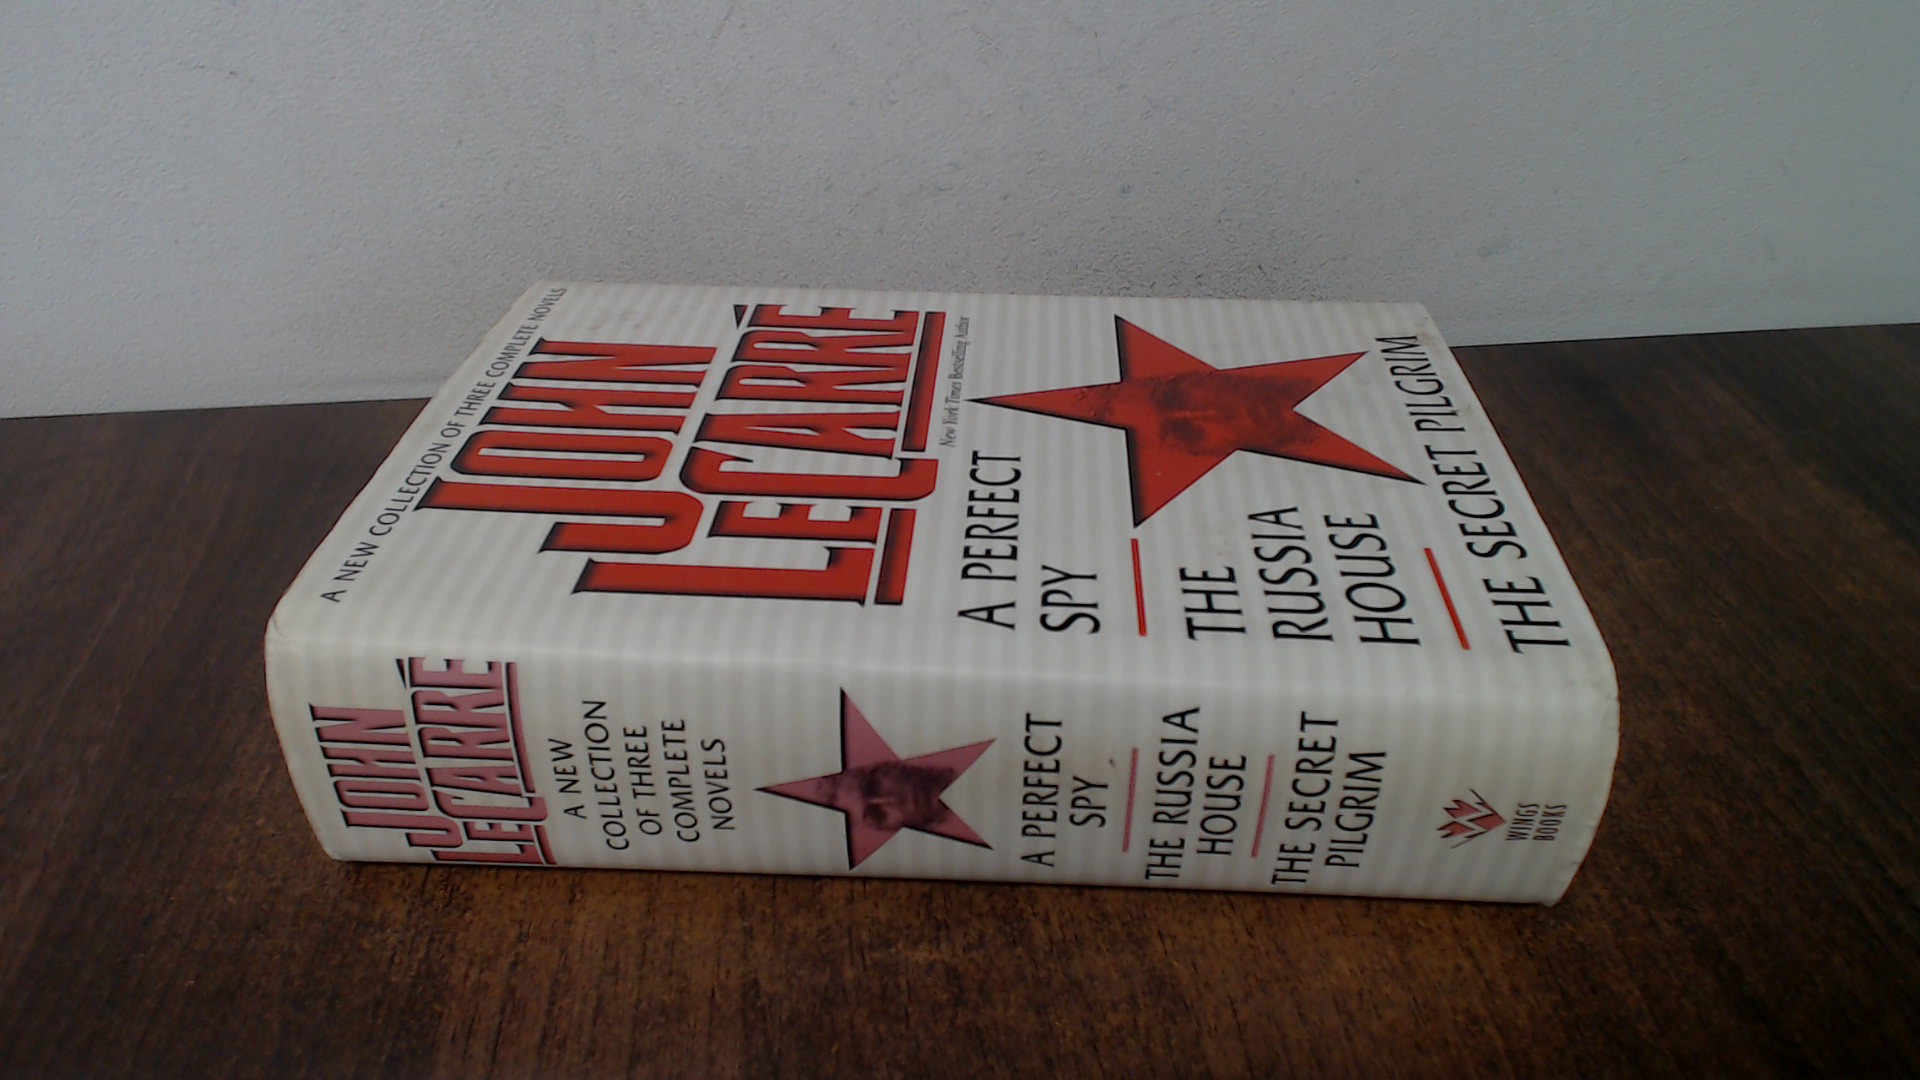 A NEW COLLECTION OF THREE COMPLETE NOVELS
JOHN
LE CARRÉ
New York Times Bestselling Author
A PERFECT
SPY
THE
RUSSIA
HOUSE
THE SECRET PILGRIM
JOHN
LE CARRÉ
A NEW
COLLECTION
OF THREE
COMPLETE
NOVELS
A PERFECT
SPY
THE RUSSIA
HOUSE
THE SECRET
PILGRIM
WINGS
BOOKS